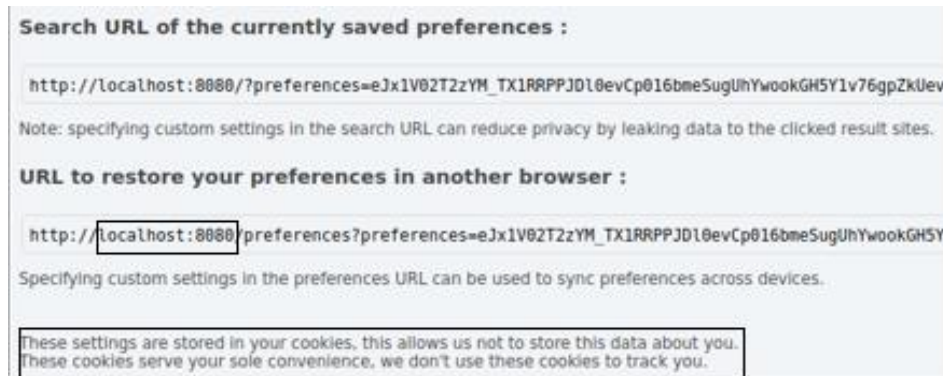 Search URL of the currently saved preferences :
http://localhost:8080/?preferences=eJx1V02T2zYM_TX1RRPPJDl0evCp016bmeSugUhYwookGH5Y1v76gpZkUev
Note: specifying custom settings in the search URL can reduce privacy by leaking data to the clicked result sites.
URL to restore your preferences in another browser :
http://localhost:8080/preferences?preferences=eJx1V02T2zYM_TX1RRPPJDl0evCp016bmeSugUhYwookGH5Y
Specifying custom settings in the preferences URL can be used to sync preferences across devices.
These settings are stored in your cookies, this allows us not to store this data about you.
These cookies serve your sole convenience, we don't use these cookies to track you.